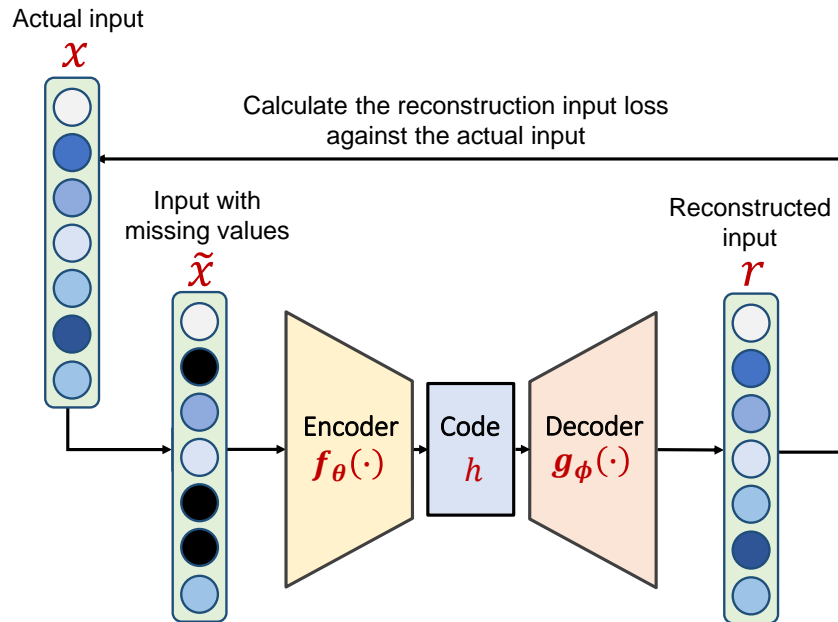 Actual input
x
Calculate the reconstruction input loss
against the actual input
Input with
missing values
x̃
Reconstructed
input
r
Encoder
f_θ(·)
Code
h
Decoder
g_ϕ(·)